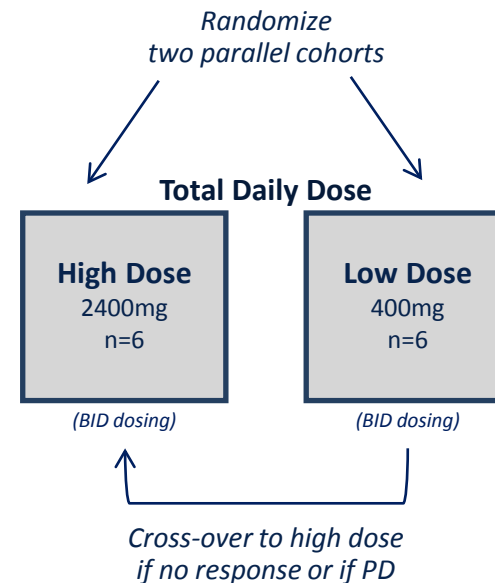 Randomize
two parallel cohorts
Total Daily Dose
High Dose
2400mg
n=6
Low Dose
400mg
n=6
(BID dosing)
(BID dosing)
Cross-over to high dose
if no response or if PD